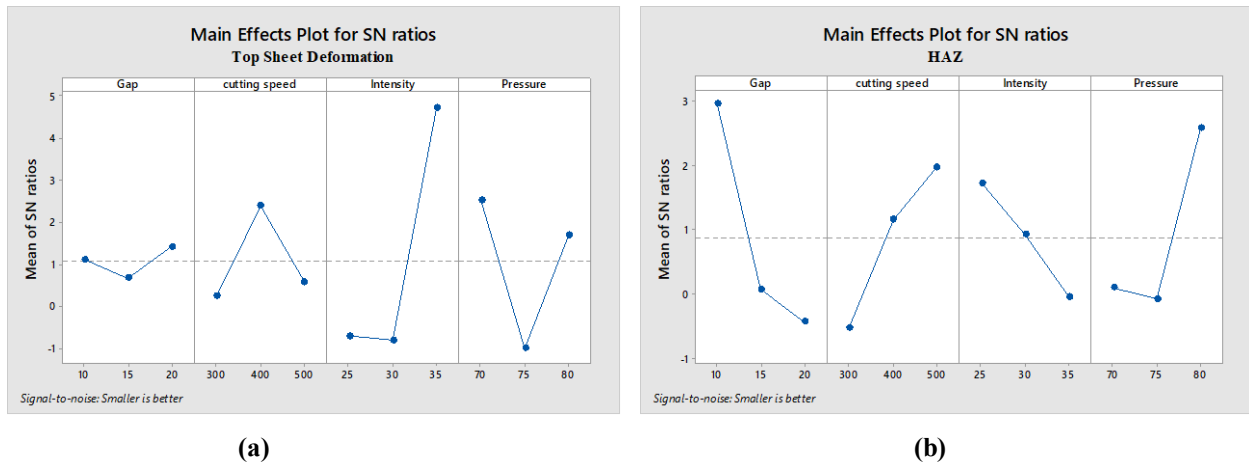 Main Effects Plot for SN ratios
Top Sheet Deformation
Gap cutting speed Intensity Pressure
Mean of SN ratios
5
4
3
2
1
0
-1
10 15 20 300 400 500 25 30 35 70 75 80
Signal-to-noise: Smaller is better
(a)
Main Effects Plot for SN ratios
HAZ
Gap cutting speed Intensity Pressure
Mean of SN ratios
3
2
1
0
-1
10 15 20 300 400 500 25 30 35 70 75 80
Signal-to-noise: Smaller is better
(b)